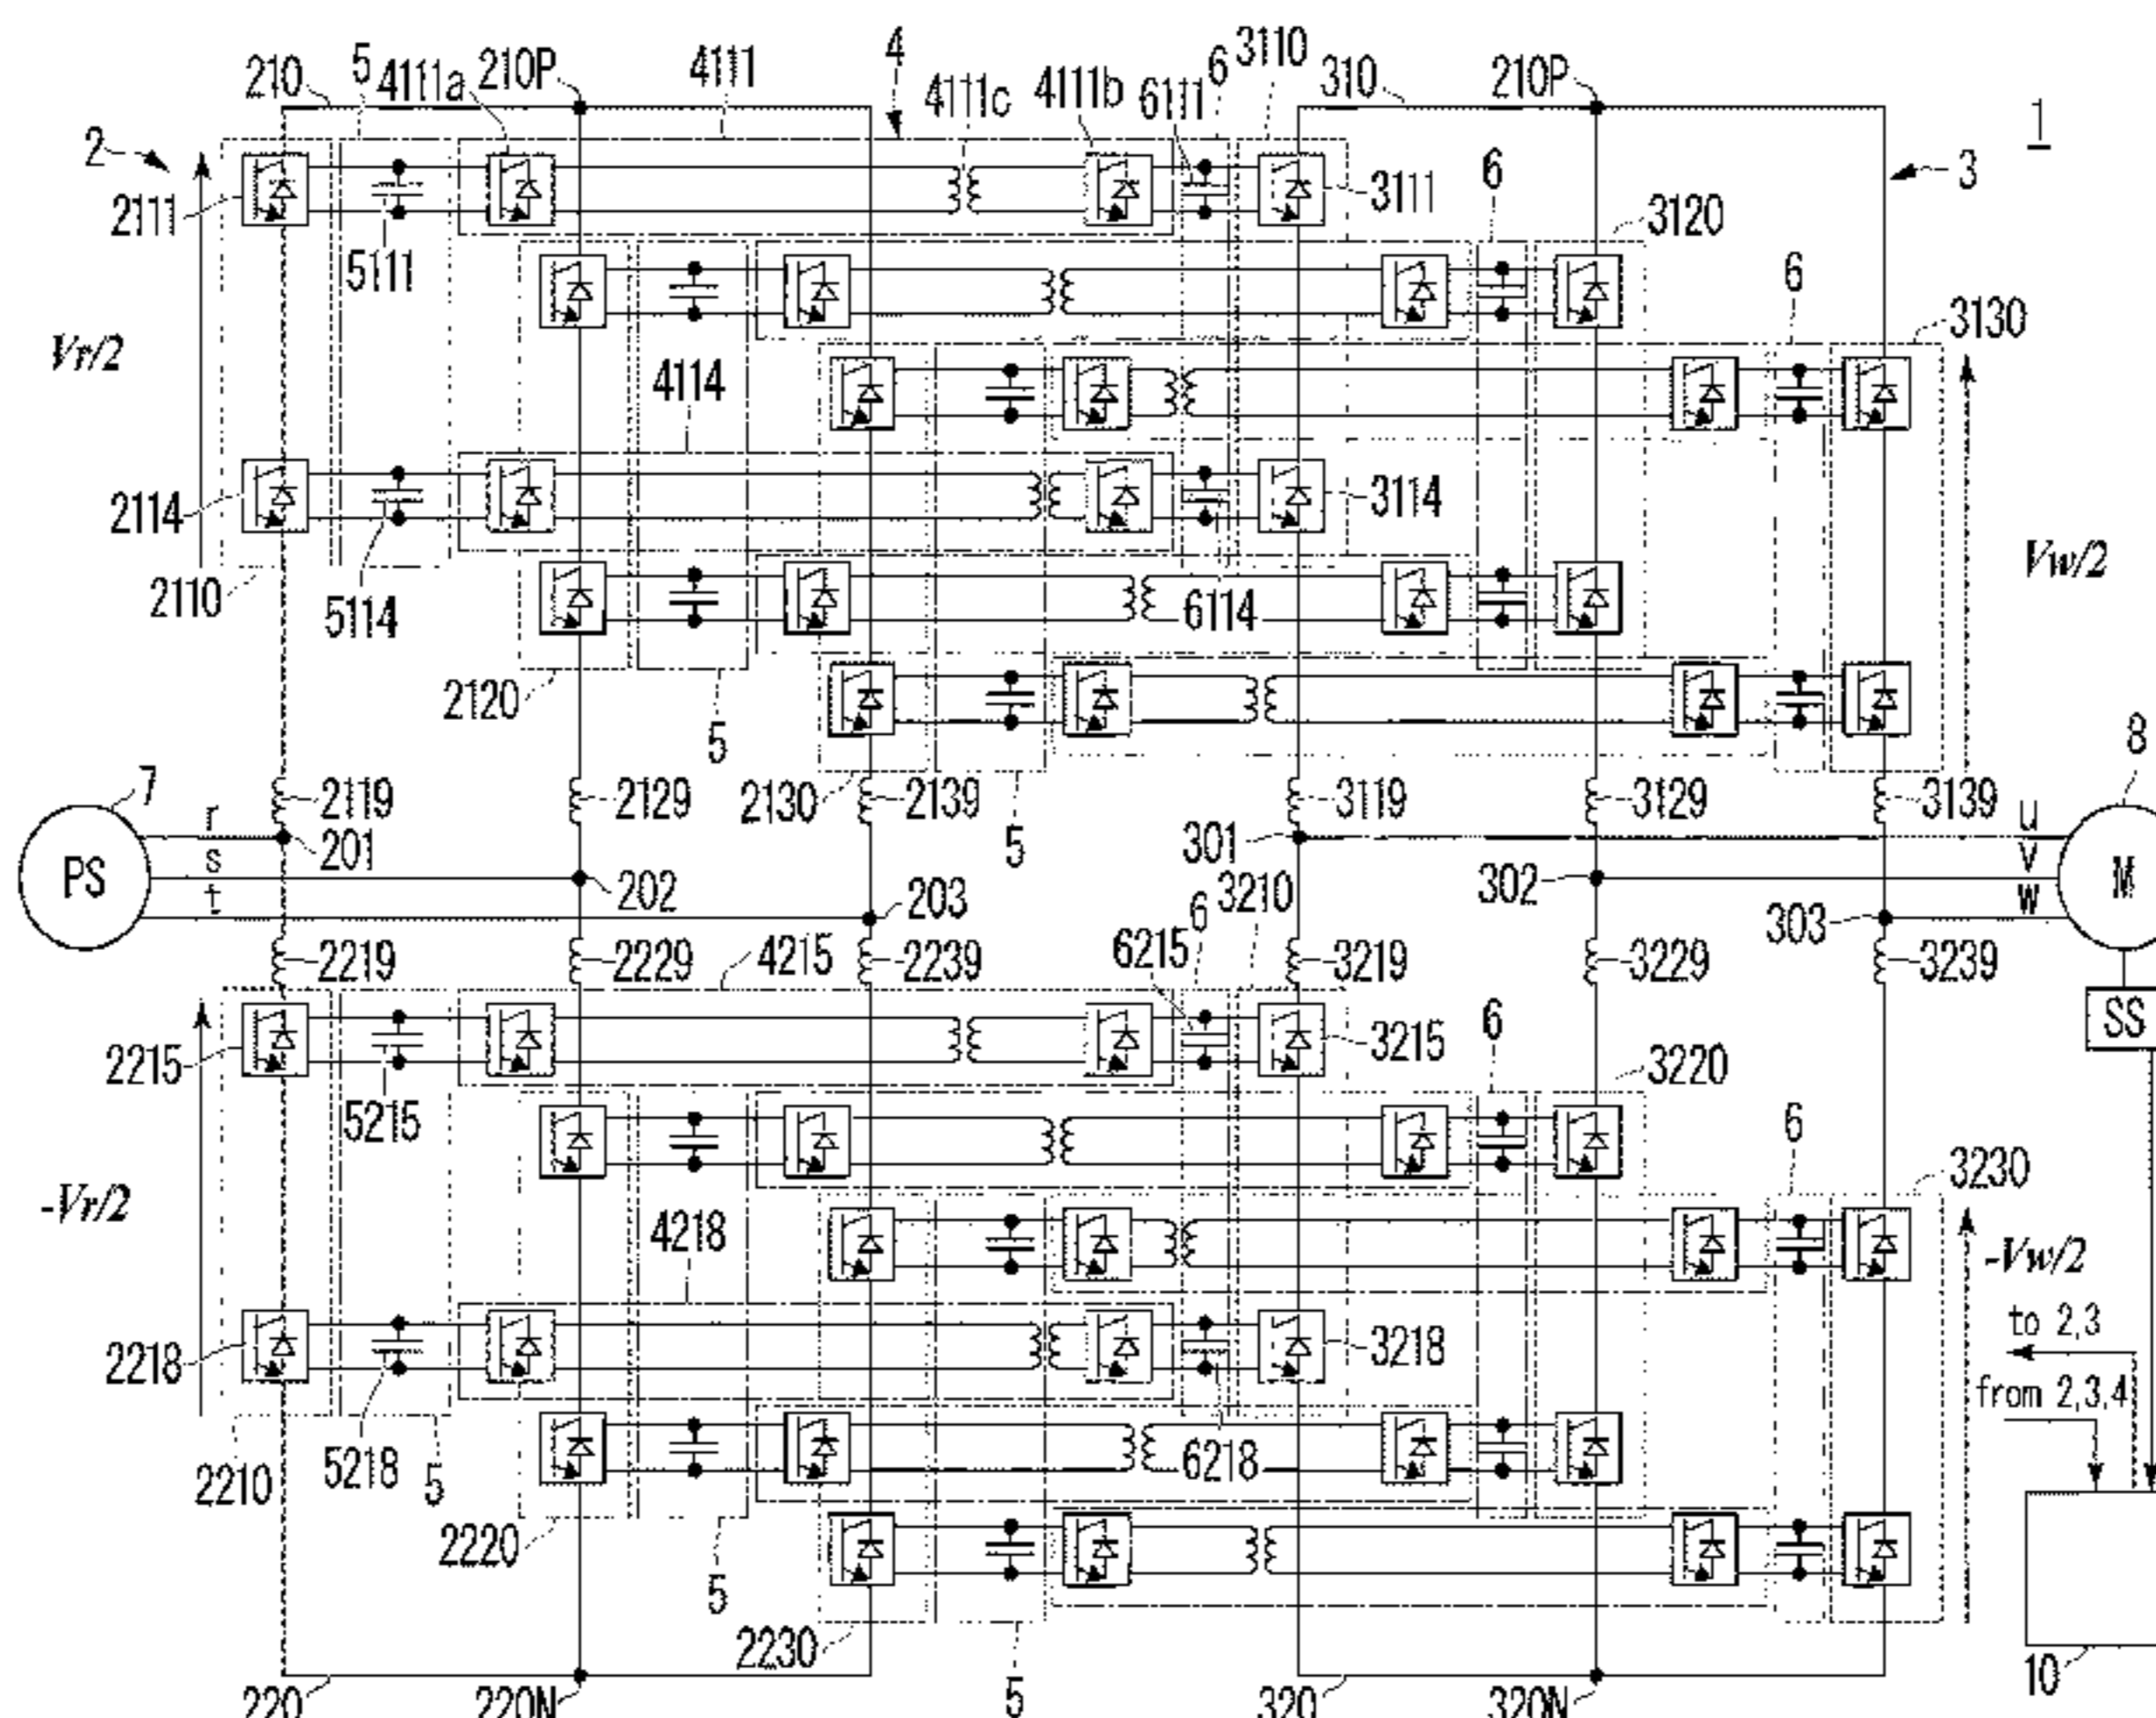 210 5 4111a 210P 4111 4 4111c 4111b 6111 6 3110 310 210P 1
2 3
2111 5111 3111 6 3120
Vr/2 6 3130
4114
2114 3114
2110 5114 6114 Vw/2
2120 5
7 2119 2129 2130 2139 5 3119 3129 3139 8
r 201 301 u
PS s 202 302 v M
t 203 303 w
2219 2229 4215 2239 6215 6 3210 3219 3229 3239
SS
2215 5215 3215 6 3220
6 3230
-Vr/2 4218 -Vw/2
2218 3218 to 2,3
from 2,3,4
2210 5218 5 6218
2220 5
2230 5 10
220 220N 320 320N